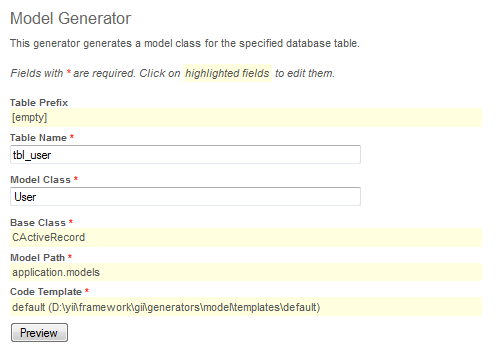 Model Generator
This generator generates a model class for the specified database table.
Fields with * are required. Click on highlighted fields to edit them.
Table Prefix
[empty]
Table Name *
tbl_user
Model Class *
User
Base Class *
CActiveRecord
Model Path *
application.models
Code Template *
default (D:\yii\framework\gii\generators\model\templates\default)
Preview